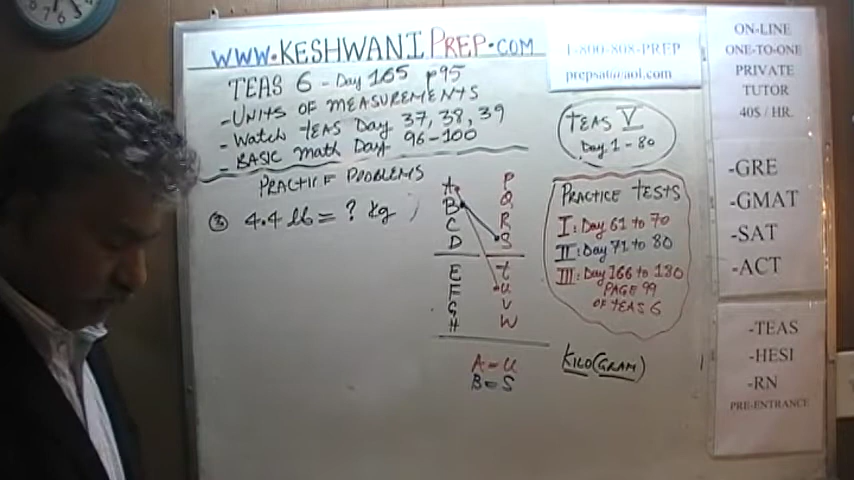 WWW.KESHWANIPREP.COM
TEAS 6 - Day 165 p95
- UNITS OF MEASUREMENTS
- Watch TEAS Day 37, 38, 39
- BASIC Math Day 96-100
PRACTICE PROBLEMS
③ 4.4 lb = ? Kg
A P
B Q
C R
D S
E T
F U
G V
H W
A = U
B = S
1-800-808-PREP
prepsat@aol.com
TEAS V
Day 1 - 80
PRACTICE TESTS
I: Day 61 to 70
II: Day 71 to 80
III: Day 166 to 180
PAGE 99
OF TEAS 6
KILO(GRAM)
ON-LINE
ONE-TO-ONE
PRIVATE
TUTOR
40$ / HR.
-GRE
-GMAT
-SAT
-ACT
-TEAS
-HESI
-RN
PRE-ENTRANCE